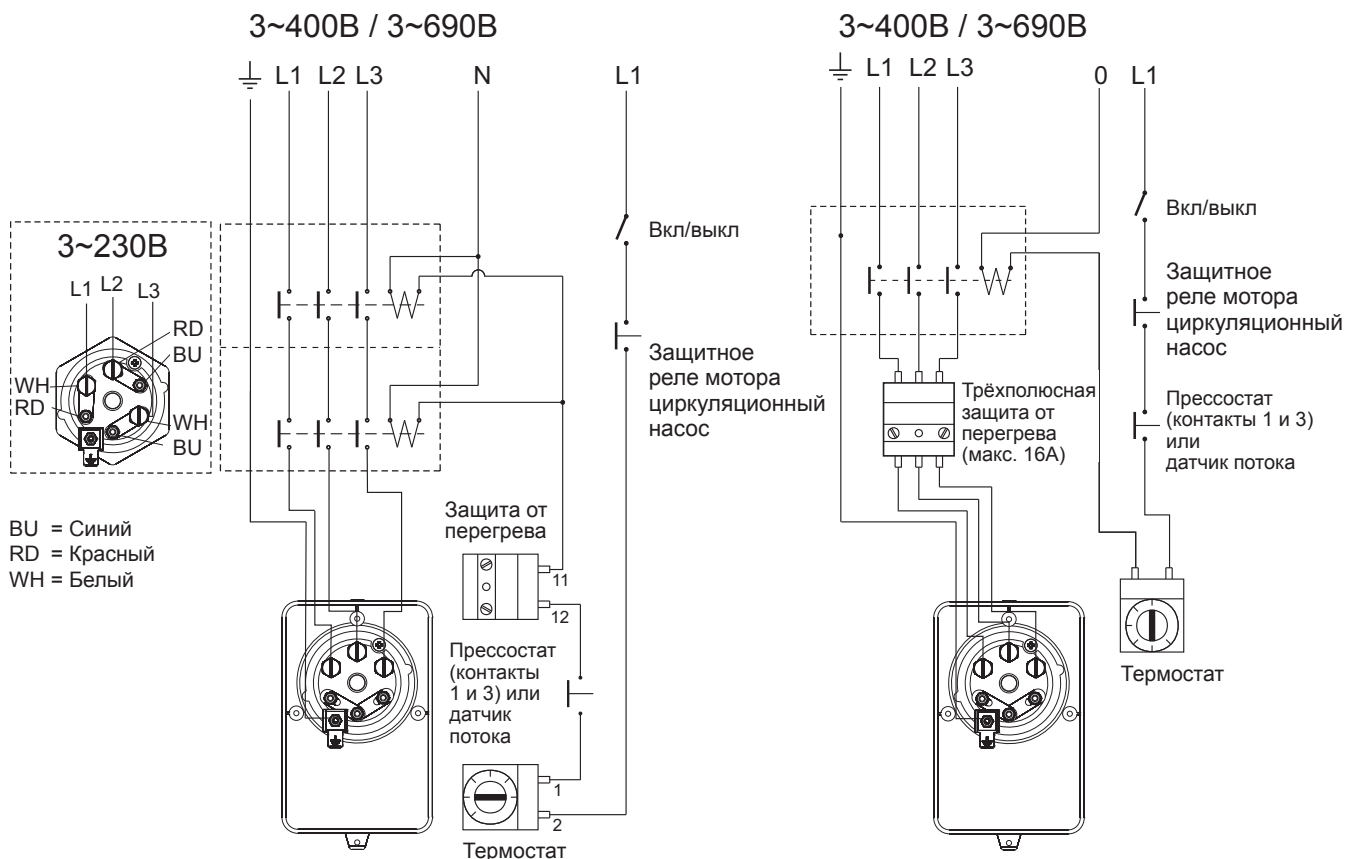 3~400В / 3~690В
L1 L2 L3 N L1
3~230В
L1 L2 L3
RD
BU
WH
RD
WH
BU
BU = Синий
RD = Красный
WH = Белый
Вкл/выкл
Защитное
реле мотора
циркуляционный
насос
Защита от
перегрева
11
12
Прессостат
(контакты
1 и 3) или
датчик
потока
1
2
Термостат
3~400В / 3~690В
L1 L2 L3 0 L1
Вкл/выкл
Защитное
реле мотора
циркуляционный
насос
Трёхполюсная
защита от
перегрева
(макс. 16А)
Прессостат
(контакты 1 и 3)
или
датчик потока
Термостат